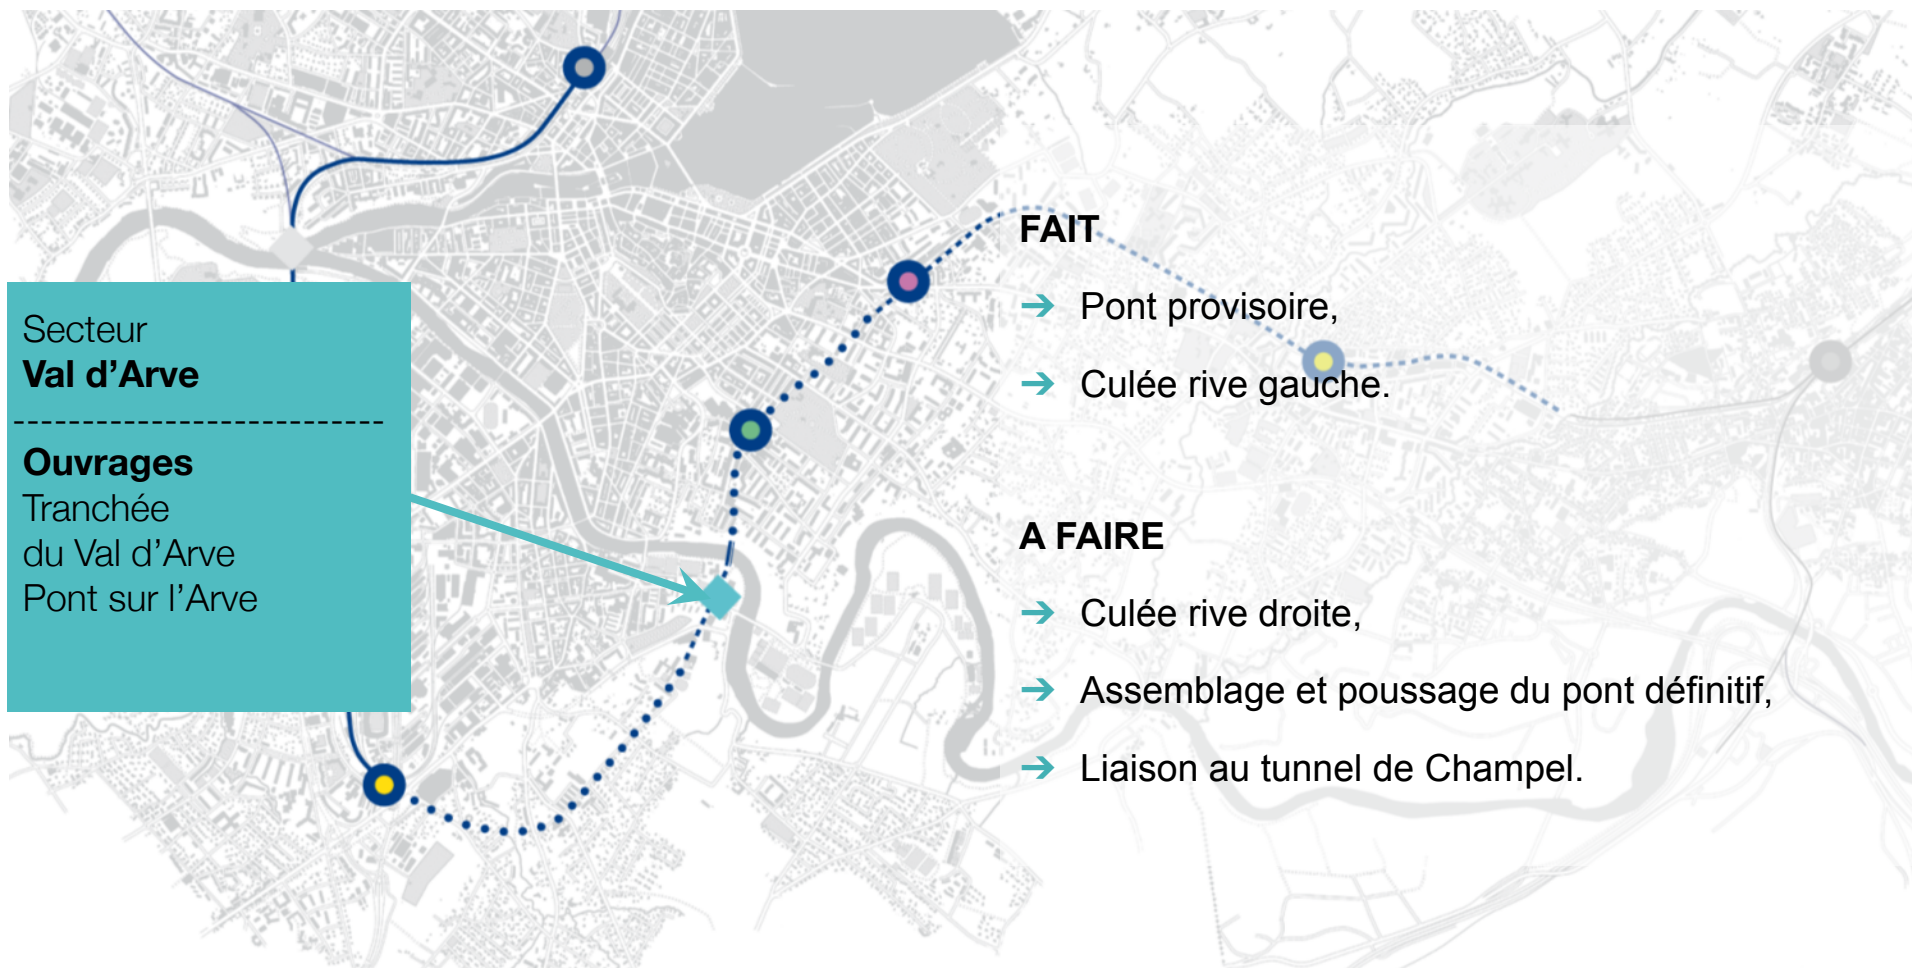 Secteur
Val d’Arve
Ouvrages
Tranchée
du Val d’Arve
Pont sur l’Arve
FAIT
➔ Pont provisoire,
➔ Culée rive gauche.
A FAIRE
➔ Culée rive droite,
➔ Assemblage et poussage du pont définitif,
➔ Liaison au tunnel de Champel.